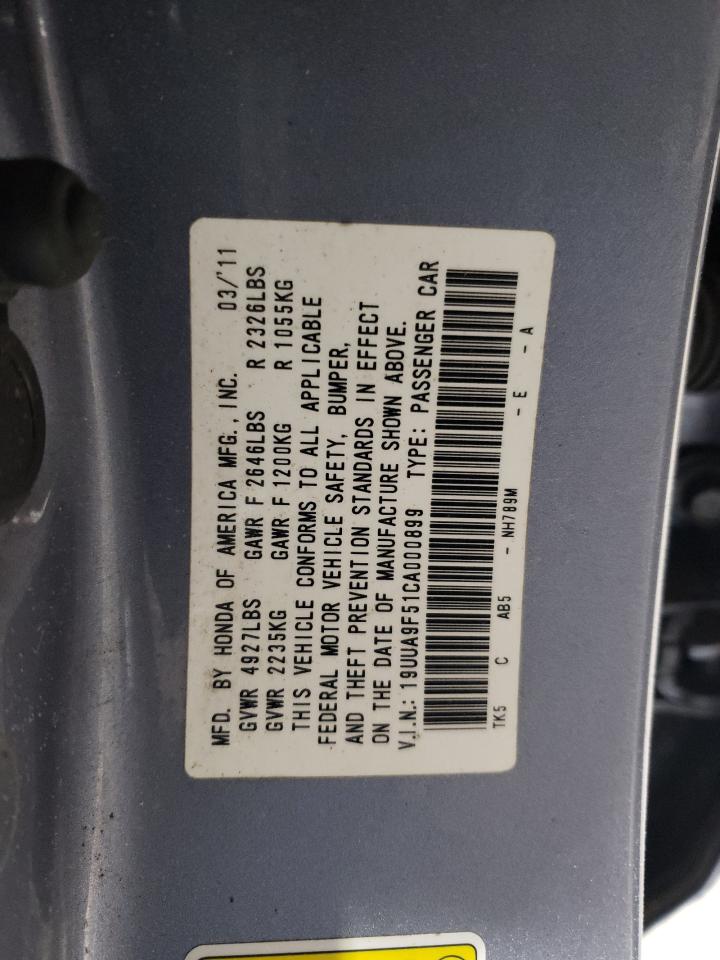 MFD. BY HONDA OF AMERICA MFG., INC. 03/'11
GVWR 4927LBS GAWR F 2646LBS R 2326LBS
GVWR 2235KG GAWR F 1200KG R 1055KG
THIS VEHICLE CONFORMS TO ALL APPLICABLE
FEDERAL MOTOR VEHICLE SAFETY, BUMPER,
AND THEFT PREVENTION STANDARDS IN EFFECT
ON THE DATE OF MANUFACTURE SHOWN ABOVE.
V.I.N.: 19UUA9F51CA000899 TYPE: PASSENGER CAR
TK5 C AB5 - NH789M - E - A